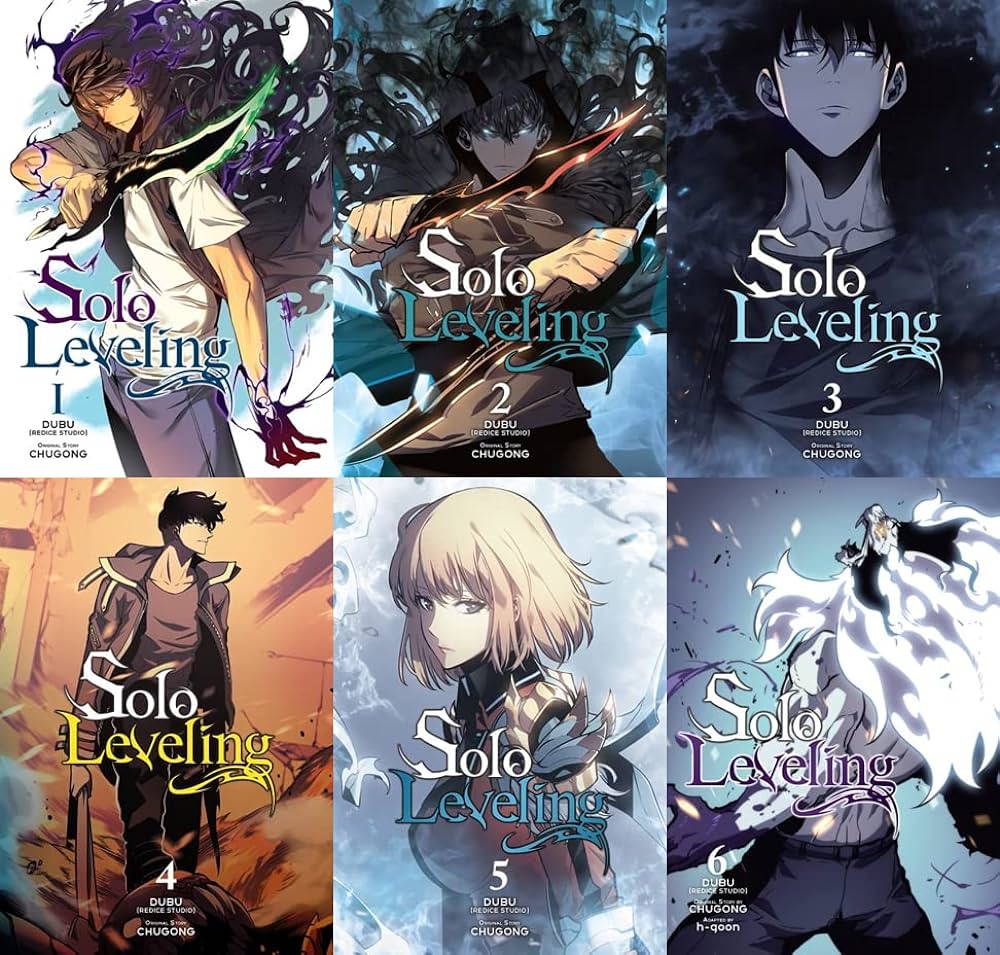 Solo
Leveling
1
DUBU
(REDICE STUDIO)
ORIGINAL STORY
CHUGONG
Solo
Leveling
2
DUBU
(REDICE STUDIO)
ORIGINAL STORY
CHUGONG
Solo
Leveling
3
DUBU
(REDICE STUDIO)
ORIGINAL STORY
CHUGONG
Solo
Leveling
4
DUBU
(REDICE STUDIO)
ORIGINAL STORY
CHUGONG
Solo
Leveling
5
DUBU
(REDICE STUDIO)
ORIGINAL STORY
CHUGONG
Solo
Leveling
6
DUBU
(REDICE STUDIO)
ORIGINAL STORY BY
CHUGONG
ADAPTED BY
h-goon